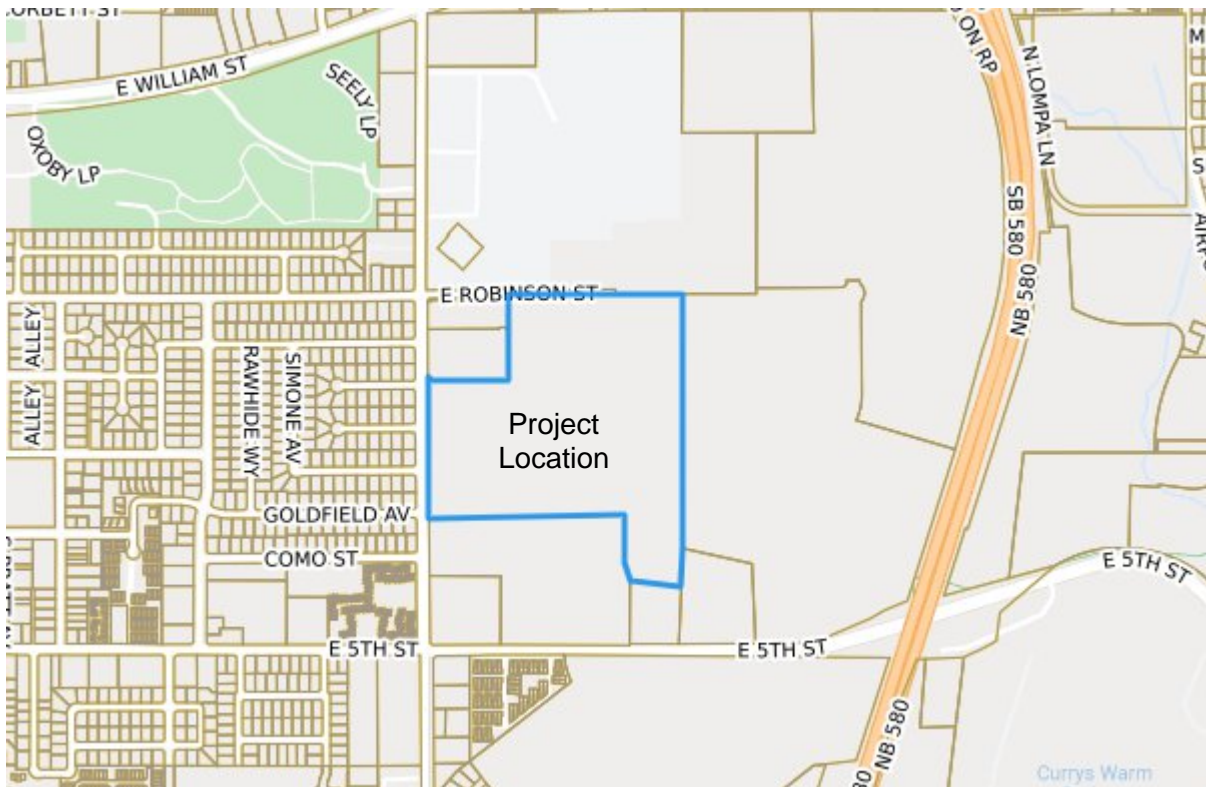 CORBETT ST
E WILLIAM ST
SEELY LP
OXOBY LP
ON RP
N LOMPA LN
M
S
SB 580
NB 580
E ROBINSON ST
ALLEY
ALLEY
RAWHIDE WY
SIMONE AV
Project
Location
GOLDFIELD AV
COMO ST
E 5TH ST
E 5TH ST
E 5TH ST
NB 580
Currys Warm